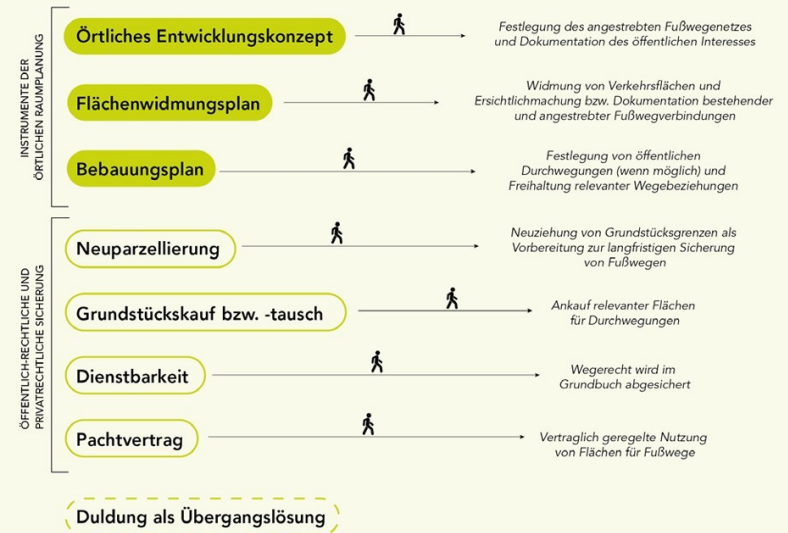 INSTRUMENTE DER
ÖRTLICHEN RAUMPLANUNG
Örtliches Entwicklungskonzept
Festlegung des angestrebten Fußwegenetzes
und Dokumentation des öffentlichen Interesses
Flächenwidmungsplan
Widmung von Verkehrsflächen und
Ersichtlichmachung bzw. Dokumentation bestehender
und angestrebter Fußwegverbindungen
Bebauungsplan
Festlegung von öffentlichen
Durchwegungen (wenn möglich) und
Freihaltung relevanter Wegebeziehungen
ÖFFENTLICH-RECHTLICHE UND
PRIVATRECHTLICHE SICHERUNG
Neuparzellierung
Neuziehung von Grundstücksgrenzen als
Vorbereitung zur langfristigen Sicherung
von Fußwegen
Grundstückskauf bzw. -tausch
Ankauf relevanter Flächen
für Durchwegungen
Dienstbarkeit
Wegerecht wird im
Grundbuch abgesichert
Pachtvertrag
Vertraglich geregelte Nutzung
von Flächen für Fußwege
Duldung als Übergangslösung